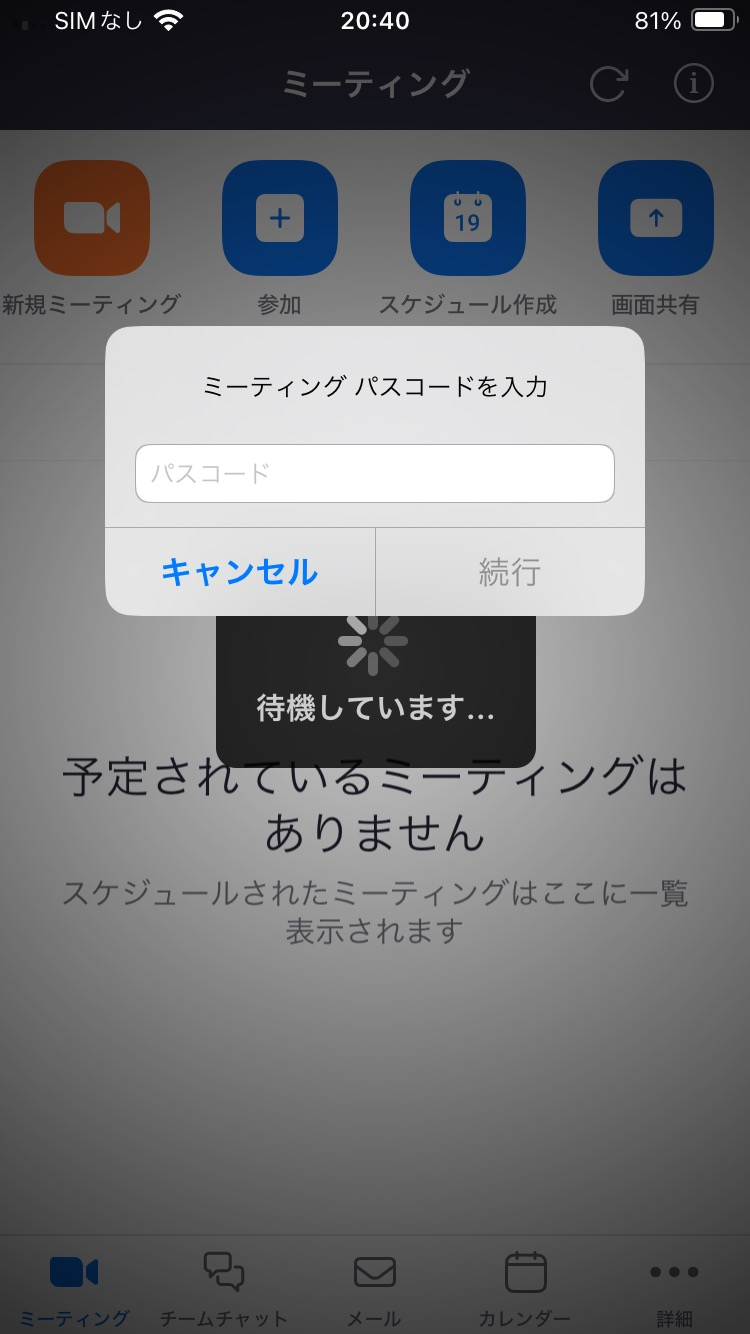 SIMなし 20:40 81%
ミーティング
19
新規ミーティング 参加 スケジュール作成 画面共有
ミーティング パスコードを入力
パスコード
キャンセル 続行
待機しています...
予定されているミーティングは
ありません
スケジュールされたミーティングはここに一覧
表示されます
ミーティング チームチャット メール カレンダー 詳細